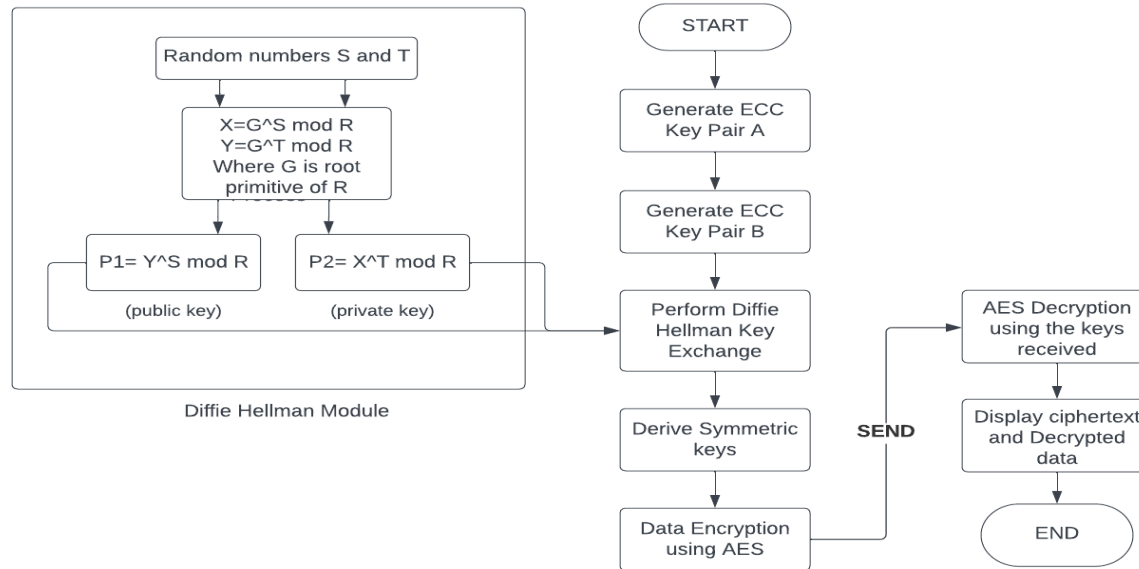 Random numbers S and T
X=G^S mod R
Y=G^T mod R
Where G is root
primitive of R
P1= Y^S mod R
P2= X^T mod R
(public key)
(private key)
Diffie Hellman Module
START
Generate ECC
Key Pair A
Generate ECC
Key Pair B
Perform Diffie
Hellman Key
Exchange
Derive Symmetric
keys
Data Encryption
using AES
SEND
AES Decryption
using the keys
received
Display ciphertext
and Decrypted
data
END